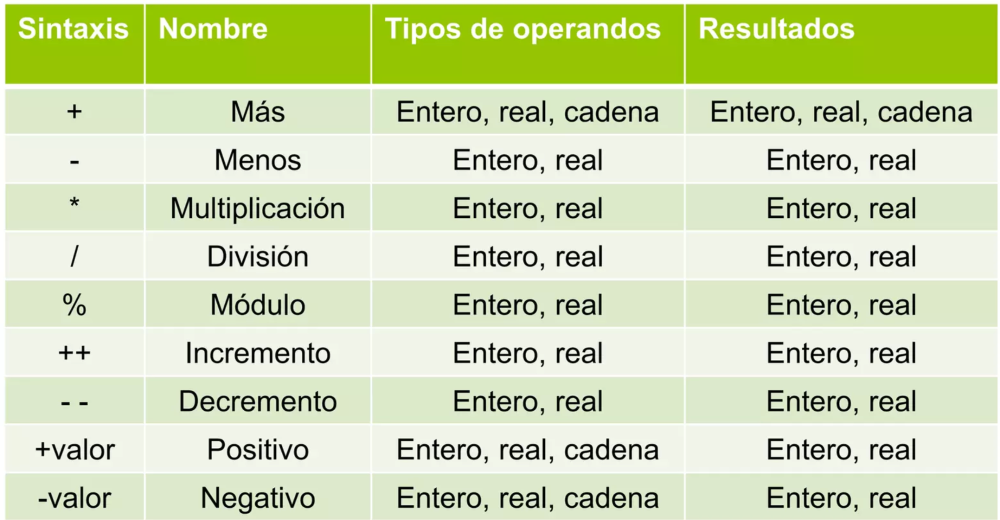 Sintaxis Nombre Tipos de operandos Resultados
+ Más Entero, real, cadena Entero, real, cadena
- Menos Entero, real Entero, real
* Multiplicación Entero, real Entero, real
/ División Entero, real Entero, real
% Módulo Entero, real Entero, real
++ Incremento Entero, real Entero, real
- - Decremento Entero, real Entero, real
+valor Positivo Entero, real, cadena Entero, real
-valor Negativo Entero, real, cadena Entero, real